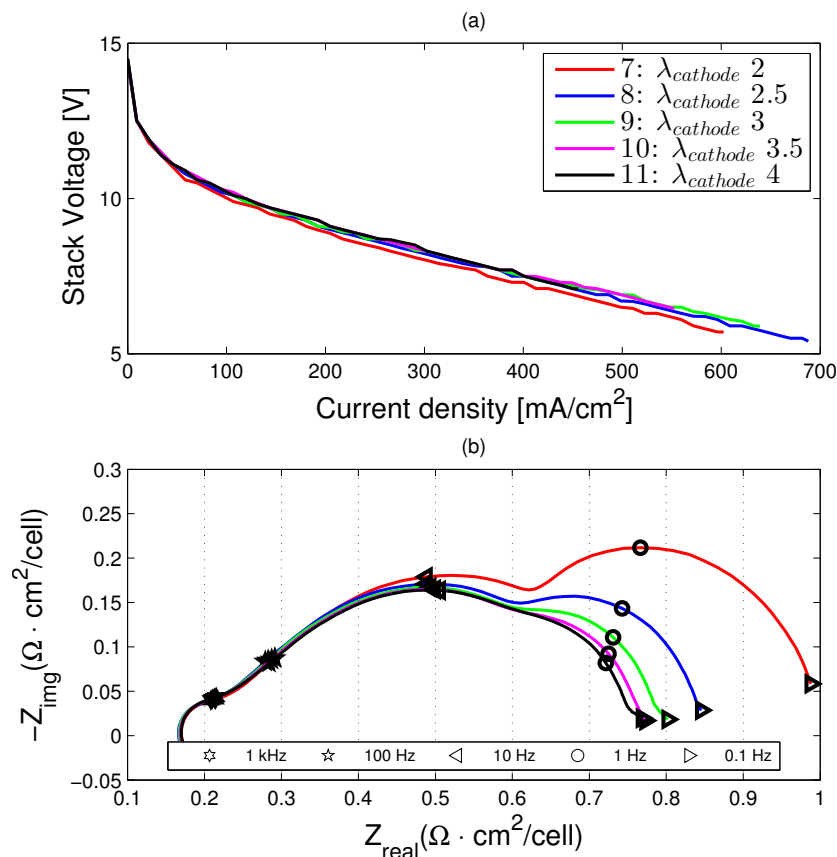 (a)
15
10
5
Stack Voltage [V]
7: λcathode 2
8: λcathode 2.5
9: λcathode 3
10: λcathode 3.5
11: λcathode 4
0 100 200 300 400 500 600 700
Current density [mA/cm²]
(b)
0.3
0.25
0.2
0.15
0.1
0.05
0
−0.05
−Zimg(Ω · cm²/cell)
1 kHz 100 Hz 10 Hz 1 Hz 0.1 Hz
0.1 0.2 0.3 0.4 0.5 0.6 0.7 0.8 0.9 1
Zreal(Ω · cm²/cell)